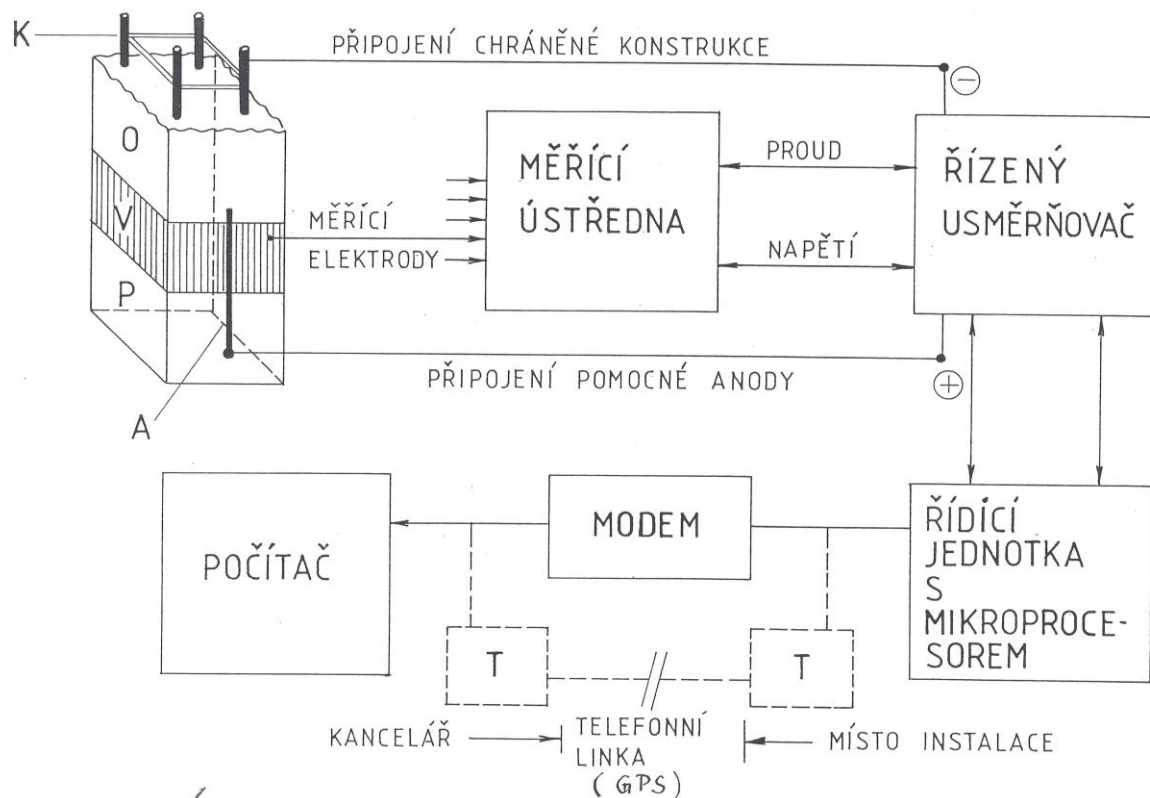 K
PŘIPOJENÍ CHRÁNĚNÉ KONSTRUKCE
−
O
V
P
MĚŘÍCÍ
ELEKTRODY
MĚŘÍCÍ
ÚSTŘEDNA
PROUD
NAPĚTÍ
ŘÍZENÝ
USMĚRŇOVAČ
PŘIPOJENÍ POMOCNÉ ANODY
+
A
POČÍTAČ
MODEM
ŘÍDÍCÍ
JEDNOTKA
S
MIKROPROCE-
SOREM
T
T
KANCELÁŘ
TELEFONNÍ
LINKA
(GPS)
MÍSTO INSTALACE